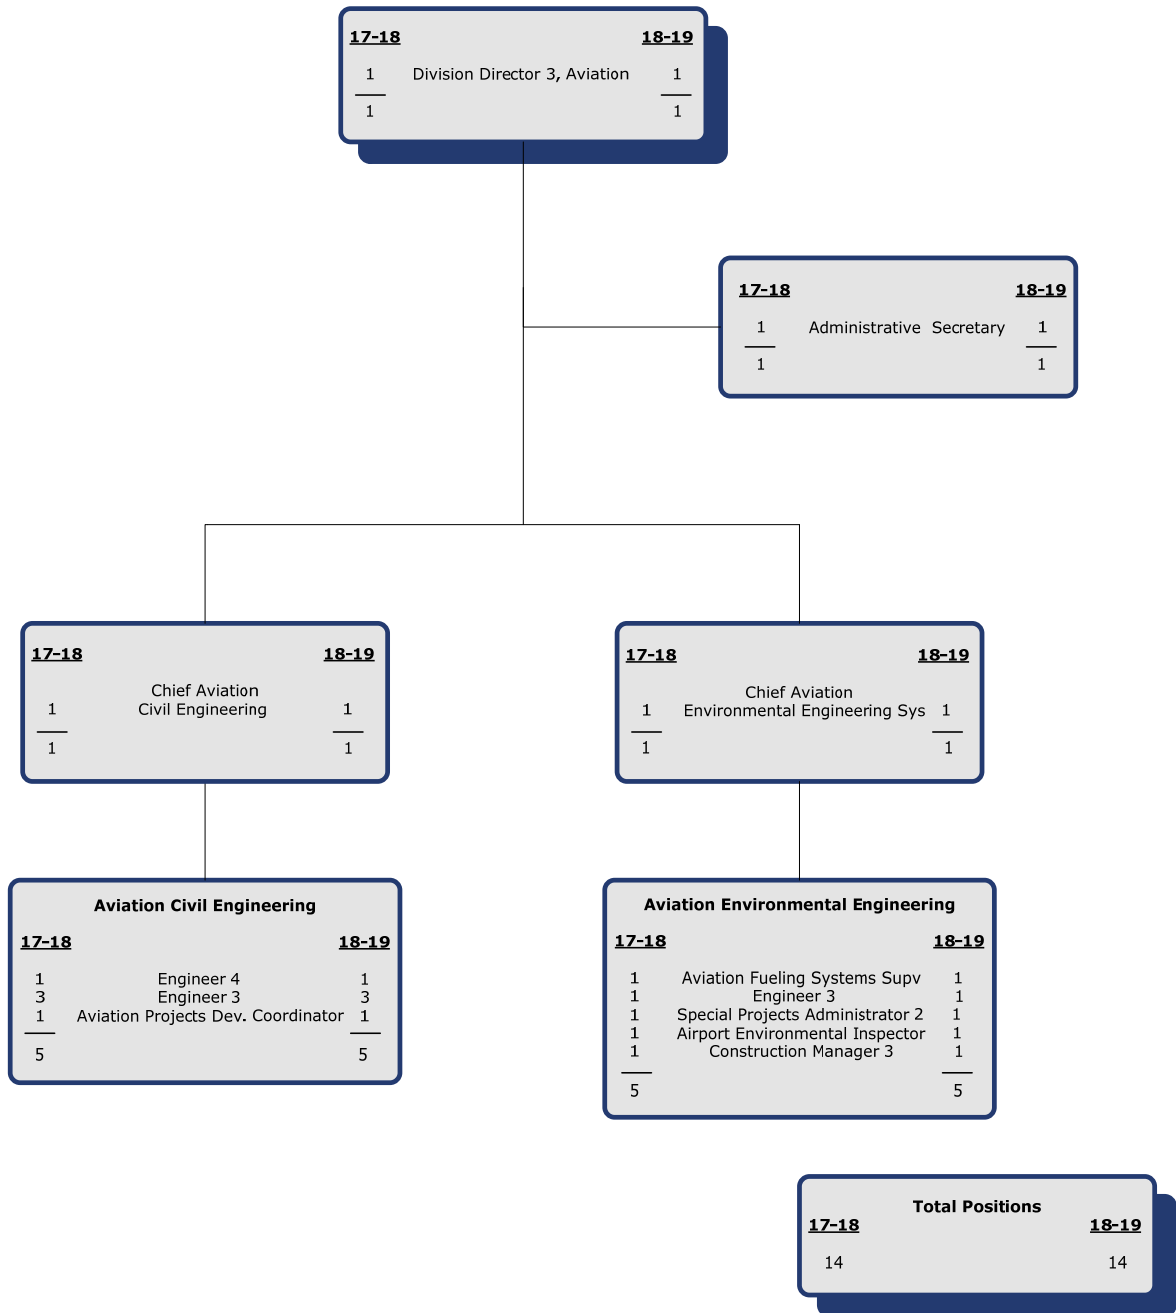 17-18 18-19
1 Division Director 3, Aviation 1
1 1
17-18 18-19
1 Administrative Secretary 1
1 1
17-18 18-19
Chief Aviation
1 Civil Engineering 1
1 1
17-18 18-19
Chief Aviation
1 Environmental Engineering Sys 1
1 1
Aviation Civil Engineering
17-18 18-19
1 Engineer 4 1
3 Engineer 3 3
1 Aviation Projects Dev. Coordinator 1
5 5
Aviation Environmental Engineering
17-18 18-19
1 Aviation Fueling Systems Supv 1
1 Engineer 3 1
1 Special Projects Administrator 2 1
1 Airport Environmental Inspector 1
1 Construction Manager 3 1
5 5
Total Positions
17-18 18-19
14 14